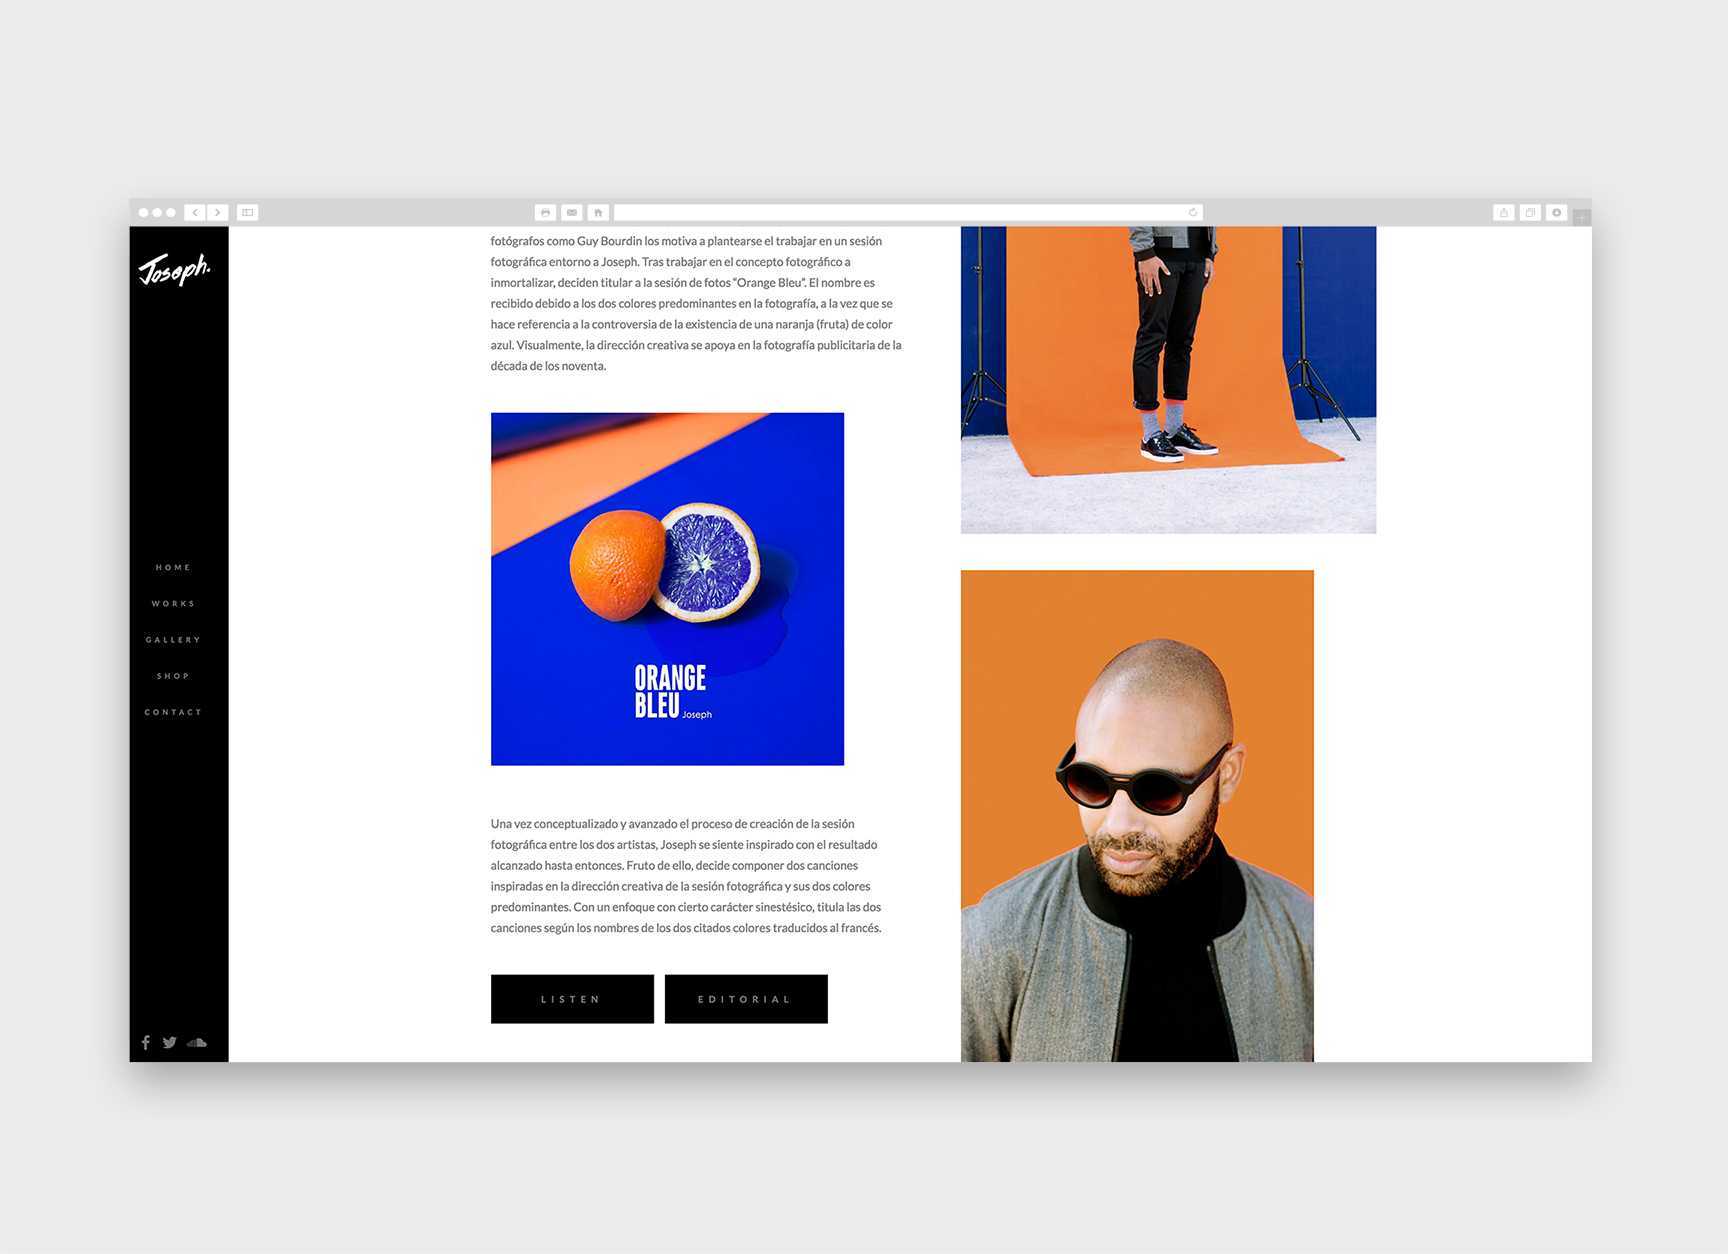 Joseph.
HOME
WORKS
GALLERY
SHOP
CONTACT
fotógrafos como Guy Bourdin los motiva a plantearse el trabajar en un sesión
fotográfica entorno a Joseph. Tras trabajar en el concepto fotográfico a
inmortalizar, deciden titular a la sesión de fotos “Orange Bleu”. El nombre es
recibido debido a los dos colores predominantes en la fotografía, a la vez que se
hace referencia a la controversia de la existencia de una naranja (fruta) de color
azul. Visualmente, la dirección creativa se apoya en la fotografía publicitaria de la
década de los noventa.
ORANGE
BLEU Joseph
Una vez conceptualizado y avanzado el proceso de creación de la sesión
fotográfica entre los dos artistas, Joseph se siente inspirado con el resultado
alcanzado hasta entonces. Fruto de ello, decide componer dos canciones
inspiradas en la dirección creativa de la sesión fotográfica y sus dos colores
predominantes. Con un enfoque con cierto carácter sinestésico, titula las dos
canciones según los nombres de los dos citados colores traducidos al francés.
LISTEN
EDITORIAL